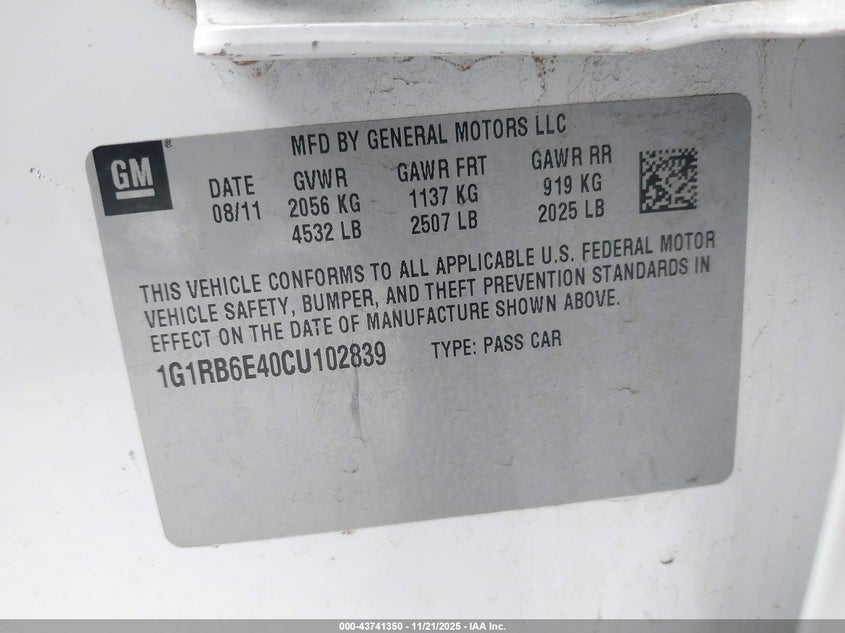 GM®
MFD BY GENERAL MOTORS LLC
DATE GVWR GAWR FRT GAWR RR
08/11 2056 KG 1137 KG 919 KG
4532 LB 2507 LB 2025 LB
THIS VEHICLE CONFORMS TO ALL APPLICABLE U.S. FEDERAL MOTOR
VEHICLE SAFETY, BUMPER, AND THEFT PREVENTION STANDARDS IN
EFFECT ON THE DATE OF MANUFACTURE SHOWN ABOVE.
1G1RB6E40CU102839 TYPE: PASS CAR
000-43741350 - 11/21/2025 - IAA Inc.